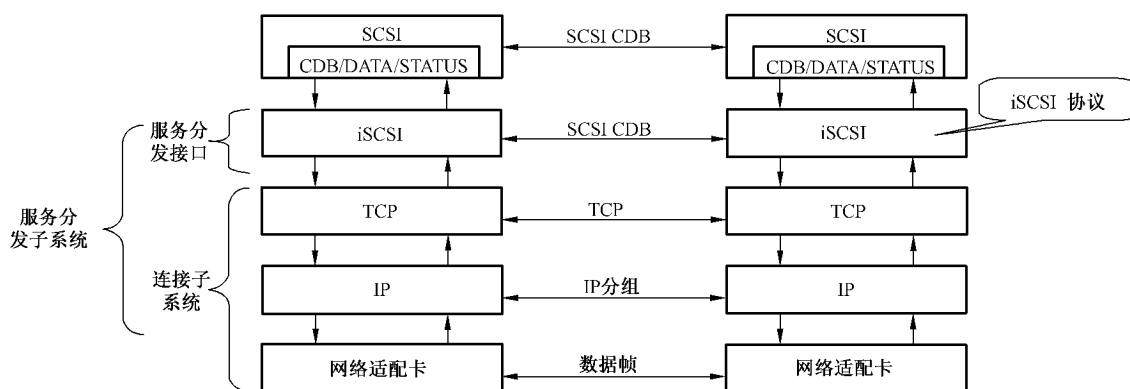 SCSI
SCSI CDB
SCSI
CDB/DATA/STATUS
CDB/DATA/STATUS
iSCSI 协议
服务分
发接口
iSCSI
SCSI CDB
iSCSI
TCP
TCP
TCP
服务分
发子系统
连接子
系统
IP
IP分组
IP
网络适配卡
数据帧
网络适配卡